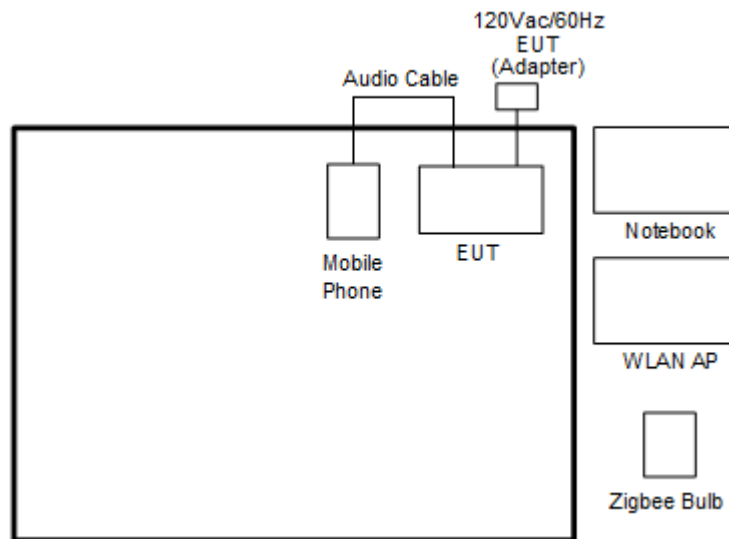 120Vac/60Hz
EUT
(Adapter)
Audio Cable
Mobile
Phone
EUT
Notebook
WLAN AP
Zigbee Bulb